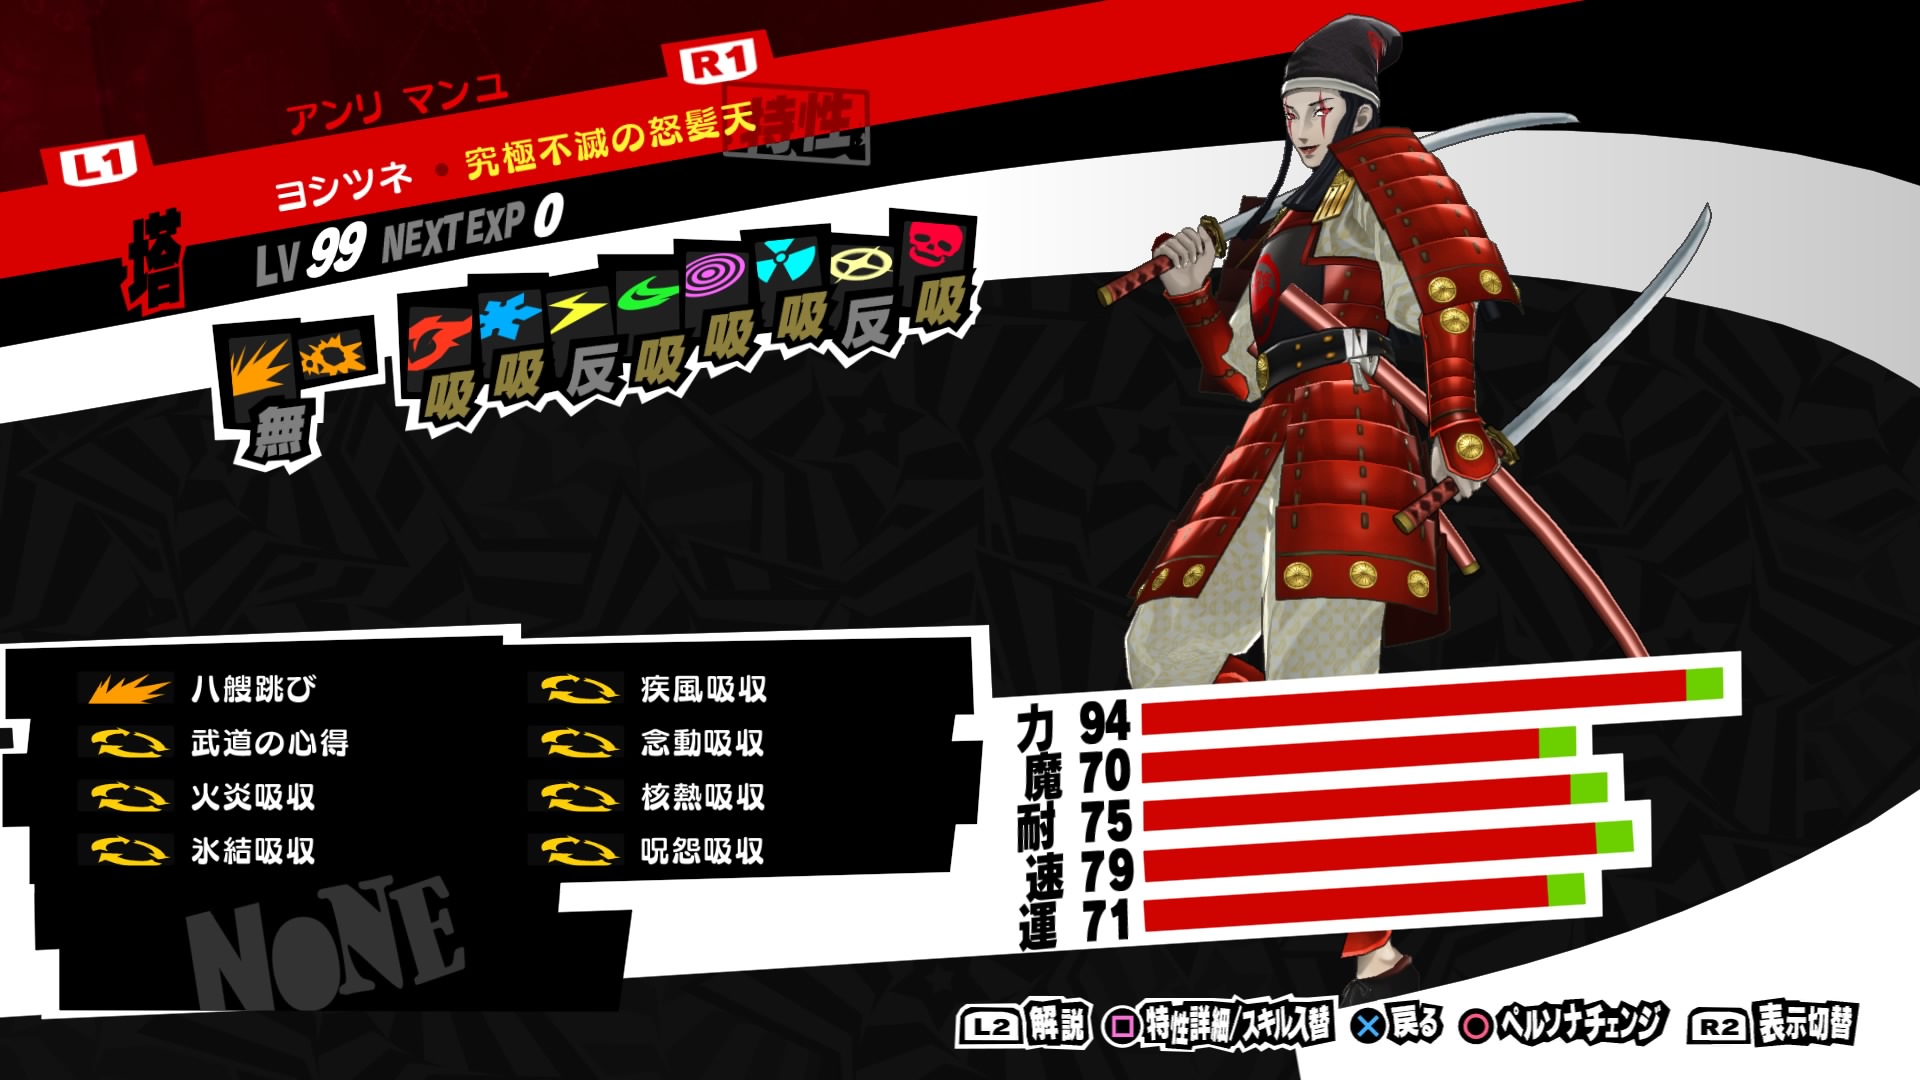 アンリ マンユ
R1
L1
ヨシツネ・究極不滅の怒髪天
特性
塔
LV 99 NEXT EXP 0
無
吸 吸 反 吸 吸 吸 反 吸
八艘跳び
武道の心得
火炎吸収
氷結吸収
疾風吸収
念動吸収
核熱吸収
呪怨吸収
NONE
力 94
魔 70
耐 75
速 79
運 71
L2 解説 特性詳細/スキルス替 戻る ペルソナチェンジ R2 表示切替